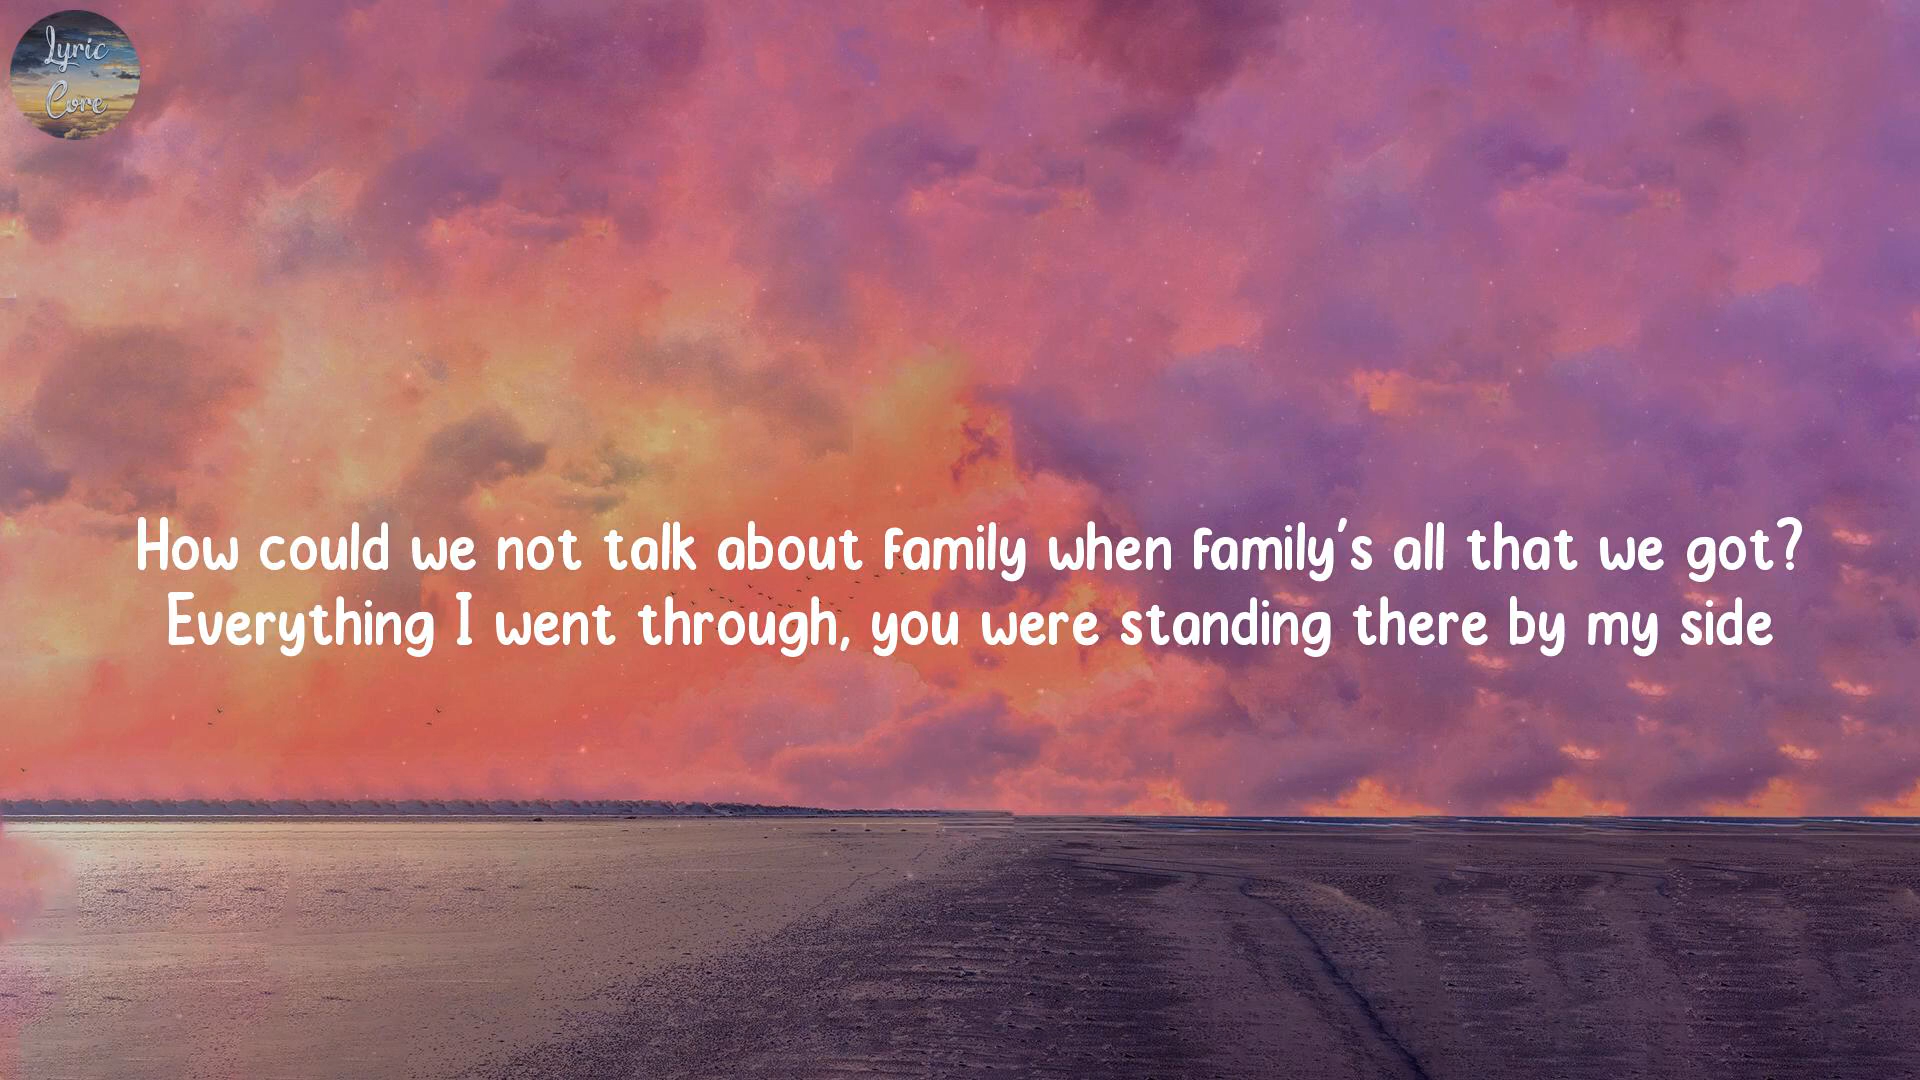 Lyric
Core
How could we not talk about family when family's all that we got?
Everything I went through, you were standing there by my side